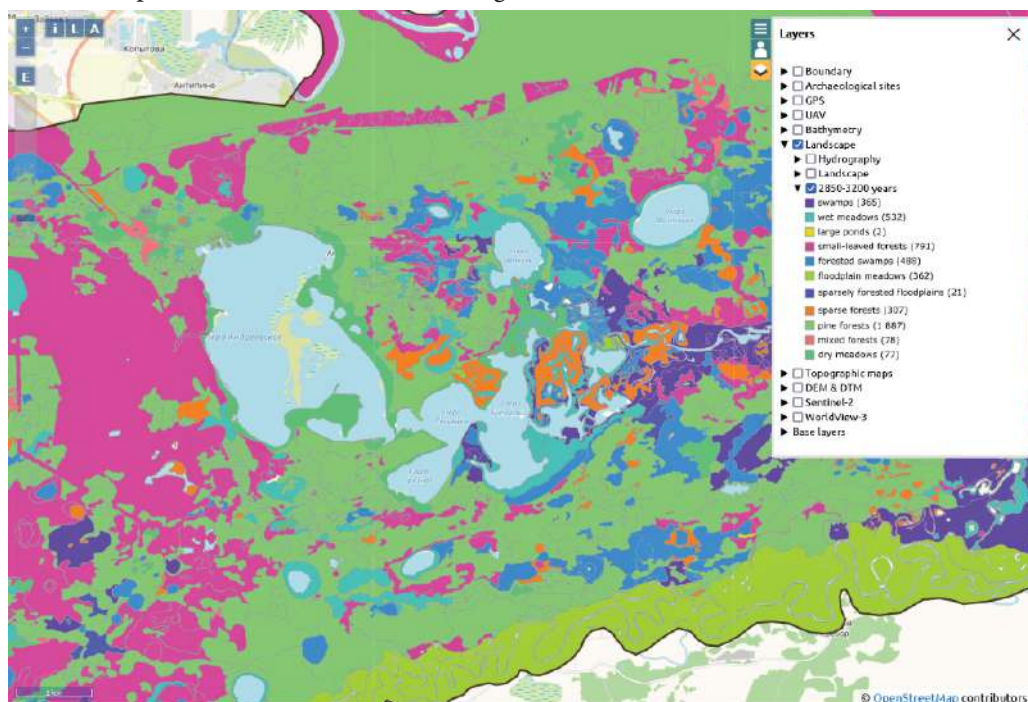 +
i L A
−
E
Копытова
Антипино
Layers
Boundary
Archaeological sites
GPS
UAV
Bathymetry
Landscape
Hydrography
Landscape
2850-3200 years
swamps (365)
wet meadows (532)
large ponds (2)
small-leaved forests (791)
forested swamps (488)
floodplain meadows (362)
sparsely forested floodplains (21)
sparse forests (307)
pine forests (1 887)
mixed forests (78)
dry meadows (77)
Topographic maps
DEM & DTM
Sentinel-2
WorldView-3
Base layers
© OpenStreetMap contributors